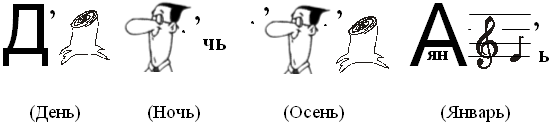 Д’ ’чь ’ ’ А ян ’ь
(День) (Ночь) (Осень) (Январь)